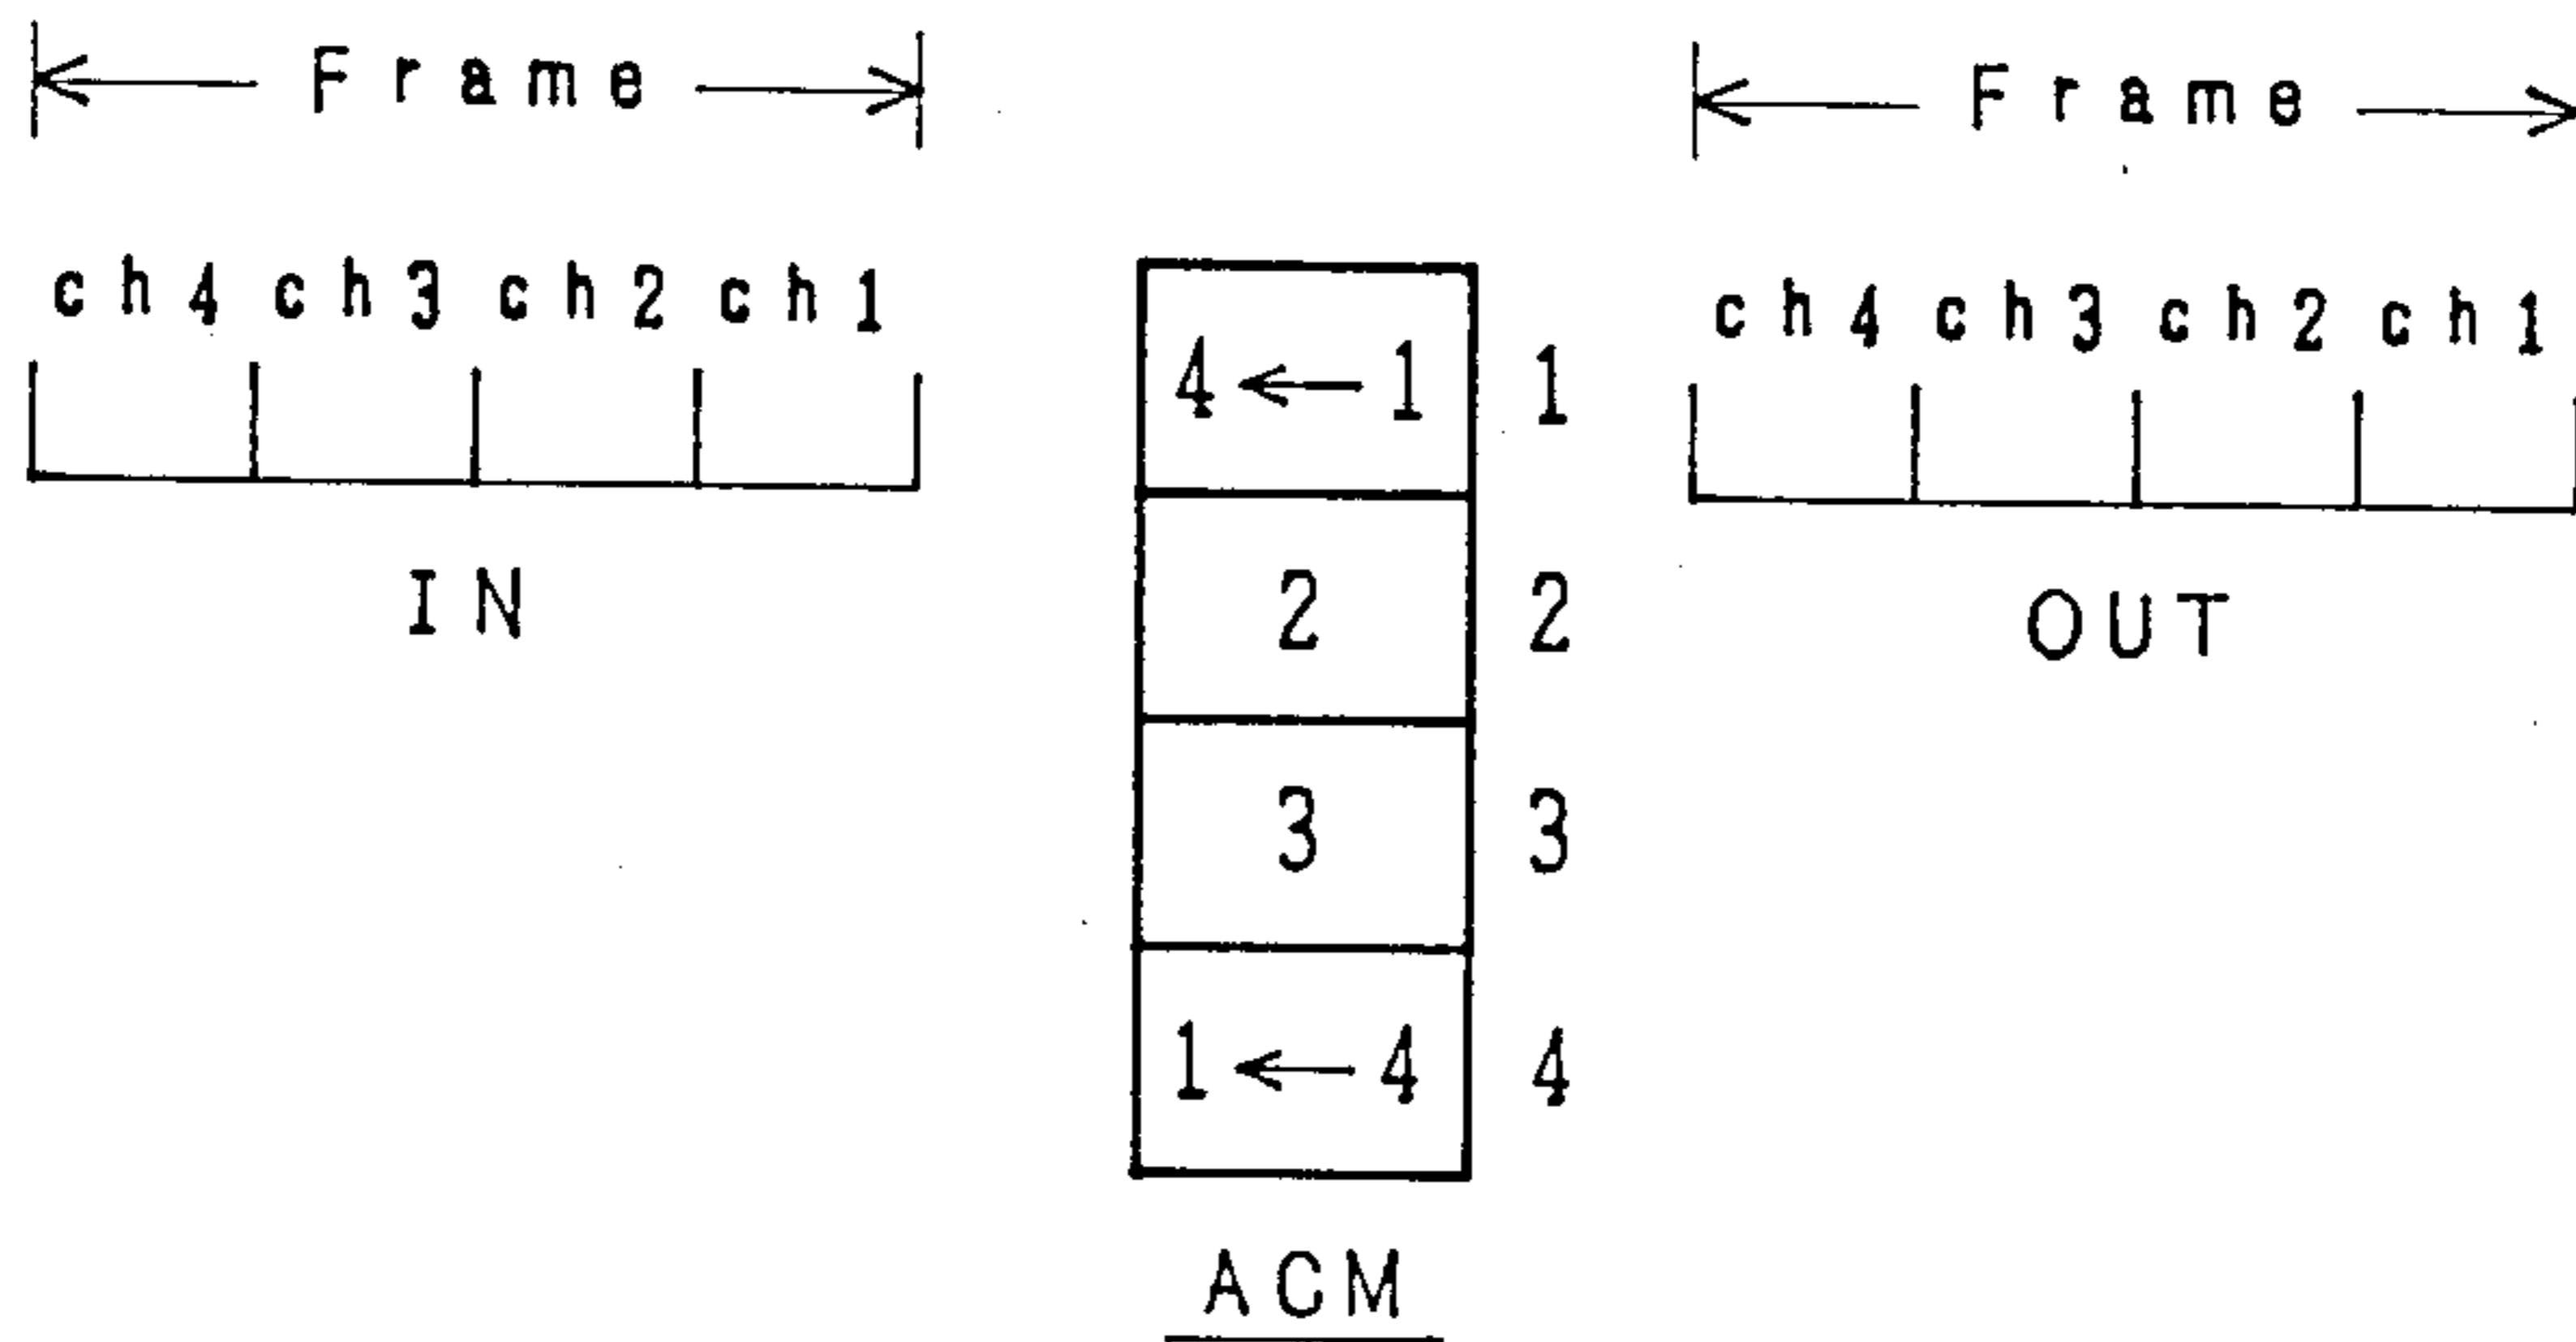 Frame
Frame
ch4 ch3 ch2 ch1
ch4 ch3 ch2 ch1
4 ← 1 1
IN
2 2
OUT
3 3
1 ← 4 4
ACM